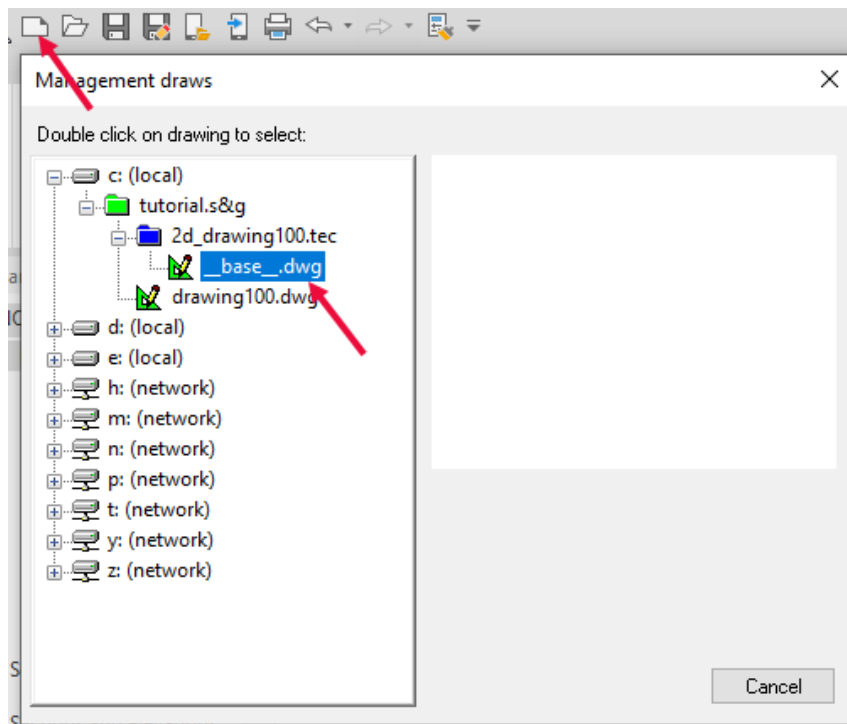 Management draws
Double click on drawing to select:
c: (local)
tutorial.s&g
2d_drawing100.tec
__base__.dwg
drawing100.dwg
d: (local)
e: (local)
h: (network)
m: (network)
n: (network)
p: (network)
t: (network)
y: (network)
z: (network)
Cancel